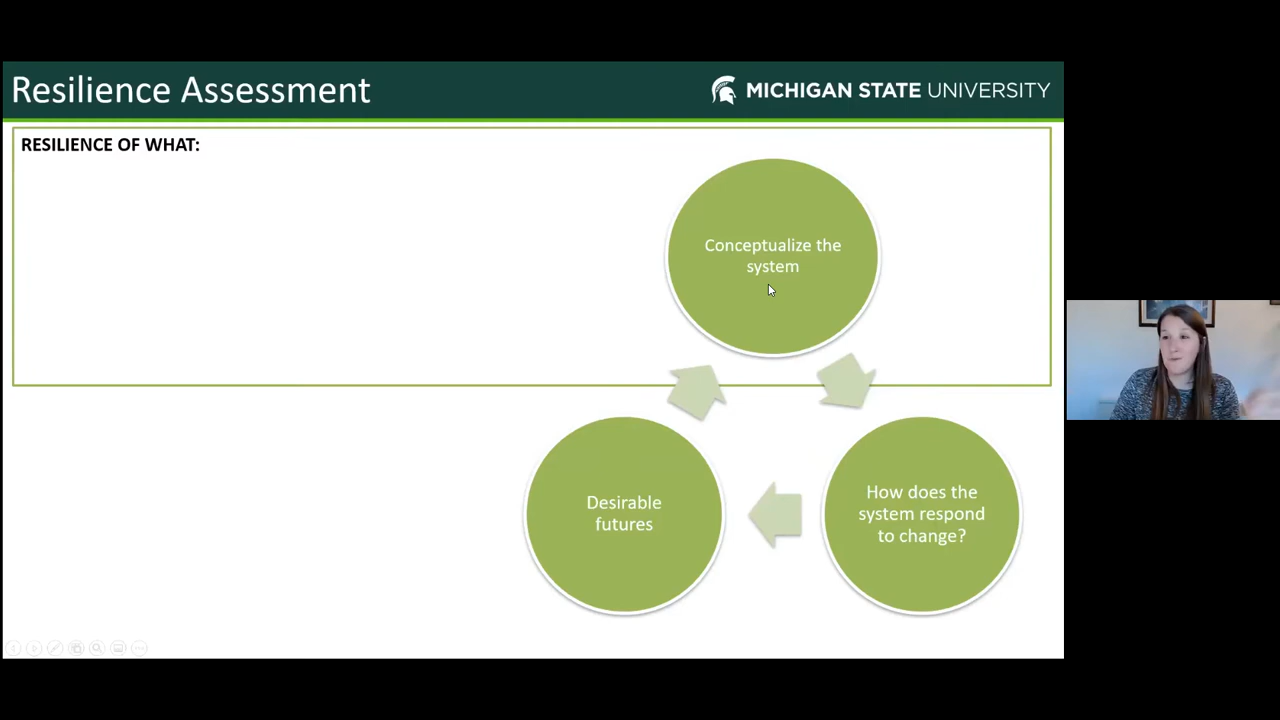 Resilience Assessment
MICHIGAN STATE UNIVERSITY
RESILIENCE OF WHAT:
Conceptualize the
system
Desirable
futures
How does the
system respond
to change?